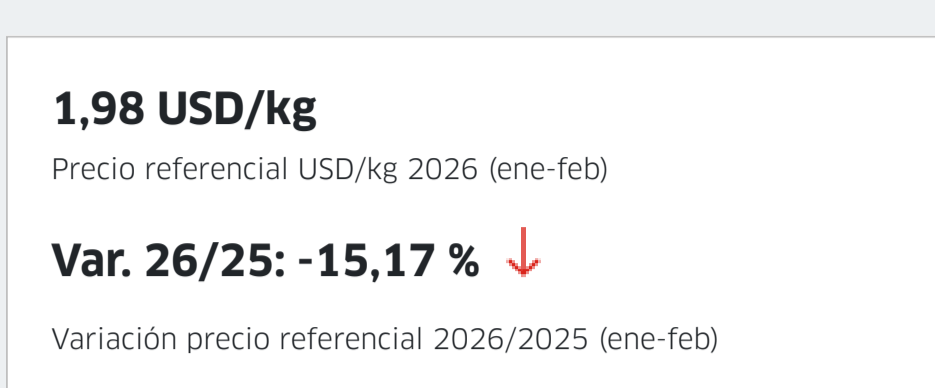 1,98 USD/kg
Precio referencial USD/kg 2026 (ene-feb)
Var. 26/25: -15,17 %
Variación precio referencial 2026/2025 (ene-feb)